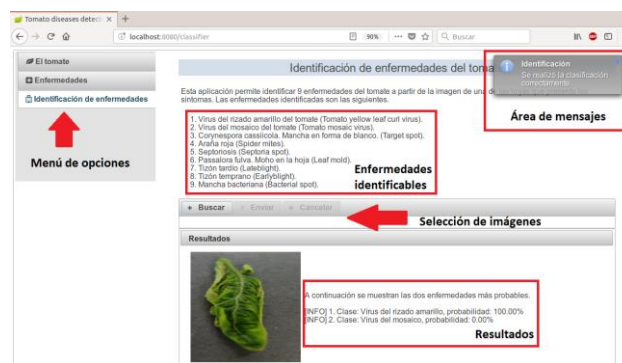 Tomato diseases detect
localhost:8080/classifier
90%
Buscar
El tomate
Enfermedades
Identificación de enfermedades
Menú de opciones
Identificación de enfermedades del
Identificación
Se realizó la clasificación
correctamente
Área de mensajes
Esta aplicación permite identificar 9 enfermedades del tomate a partir de la imagen de una de
síntomas. Las enfermedades identificadas son las siguientes.
1. Virus del rizado amarillo del tomate (Tomato yellow leaf curl virus).
2. Virus del mosaico del tomate (Tomato mosaic virus).
3. Corynespora cassiicola. Mancha en forma de blanco. (Target spot).
4. Araña roja (Spider mites).
5. Septoriosis (Septoria spot).
6. Passalora fulva. Moho en la hoja (Leaf mold).
7. Tizón tardío (Lateblight).
8. Tizón temprano (Earlyblight).
9. Mancha bacteriana (Bacterial spot).
Enfermedades
identificables
Buscar
Enviar
Cancelar
Selección de imágenes
Resultados
A continuación se muestran las dos enfermedades más probables.
[INFO] 1. Clase: Virus del rizado amarillo, probabilidad: 100.00%
[INFO] 2. Clase: Virus del mosaico, probabilidad: 0.00%
Resultados